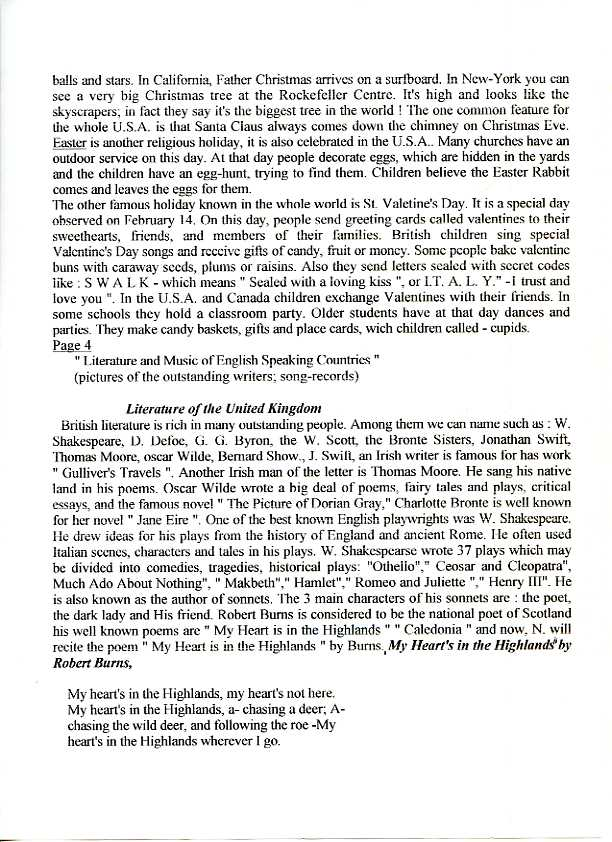 balls and stars. In California, Father Christmas arrives on a surfboard. In New-York you can
see a very big Christmas tree at the Rockefeller Centre. It's high and looks like the
skyscrapers; in fact they say it's the biggest tree in the world ! The one common feature for
the whole U.S.A. is that Santa Claus always comes down the chimney on Christmas Eve.
Easter is another religious holiday, it is also celebrated in the U.S.A.. Many churches have an
outdoor service on this day. At that day people decorate eggs, which are hidden in the yards
and the children have an egg-hunt, trying to find them. Children believe the Easter Rabbit
comes and leaves the eggs for them.
The other famous holiday known in the whole world is St. Valetine's Day. It is a special day
observed on February 14. On this day, people send greeting cards called valentines to their
sweethearts, friends, and members of their families. British children sing special
Valentine's Day songs and receive gifts of candy, fruit or money. Some people bake valentine
buns with caraway seeds, plums or raisins. Also they send letters sealed with secret codes
like : S W A L K - which means " Sealed with a loving kiss ", or I.T. A. L. Y." -I trust and
love you ". In the U.S.A. and Canada children exchange Valentines with their friends. In
some schools they hold a classroom party. Older students have at that day dances and
parties. They make candy baskets, gifts and place cards, wich children called - cupids.
Page 4
" Literature and Music of English Speaking Countries "
(pictures of the outstanding writers; song-records)
Literature of the United Kingdom
British literature is rich in many outstanding people. Among them we can name such as : W.
Shakespeare, D. Defoe, G. G. Byron, the W. Scott, the Bronte Sisters, Jonathan Swift,
Thomas Moore, oscar Wilde, Bernard Show., J. Swift, an Irish writer is famous for has work
" Gulliver's Travels ". Another Irish man of the letter is Thomas Moore. He sang his native
land in his poems. Oscar Wilde wrote a big deal of poems, fairy tales and plays, critical
essays, and the famous novel " The Picture of Dorian Gray," Charlotte Bronte is well known
for her novel " Jane Eire ". One of the best known English playwrights was W. Shakespeare.
He drew ideas for his plays from the history of England and ancient Rome. He often used
Italian scenes, characters and tales in his plays. W. Shakespearse wrote 37 plays which may
be divided into comedies, tragedies, historical plays: "Othello"," Ceosar and Cleopatra",
Much Ado About Nothing", " Makbeth"," Hamlet"," Romeo and Juliette "," Henry III". He
is also known as the author of sonnets. The 3 main characters of his sonnets are : the poet,
the dark lady and His friend. Robert Burns is considered to be the national poet of Scotland
his well known poems are " My Heart is in the Highlands " " Caledonia " and now, N. will
recite the poem " My Heart is in the Highlands " by Burns. My Heart's in the Highlands" by
Robert Burns,
My heart's in the Highlands, my heart's not here.
My heart's in the Highlands, a- chasing a deer; A-
chasing the wild deer, and following the roe -My
heart's in the Highlands wherever I go.